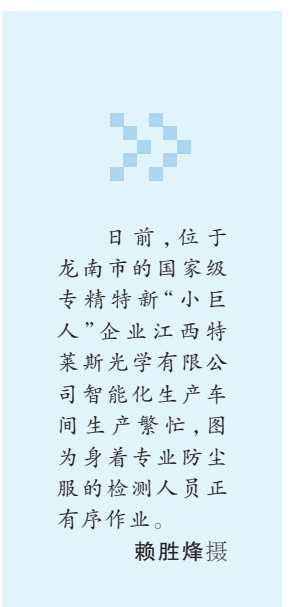 日前,位于
龙南市的国家级
专精特新“小巨
人”企业江西特
莱斯光学有限公
司智能化生产车
间生产繁忙,图
为身着专业防尘
服的检测人员正
有序作业。
赖胜烽摄